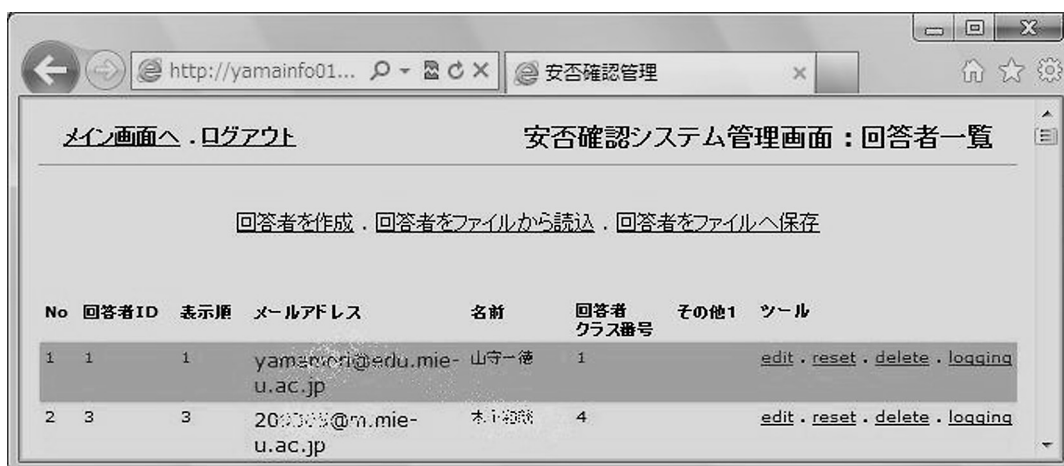 http://yamainfo01... 安否確認管理
メイン画面へ . ログアウト 安否確認システム管理画面：回答者一覧
回答者を作成 . 回答者をファイルから読込 . 回答者をファイルへ保存
No 回答者ID 表示順 メールアドレス 名前 回答者 その他1 ツール
クラス番号
1 1 1 yamamori@edu.mie- 山守一徳 1 edit . reset . delete . logging
u.ac.jp
2 3 3 4 edit . reset . delete . logging
u.ac.jp